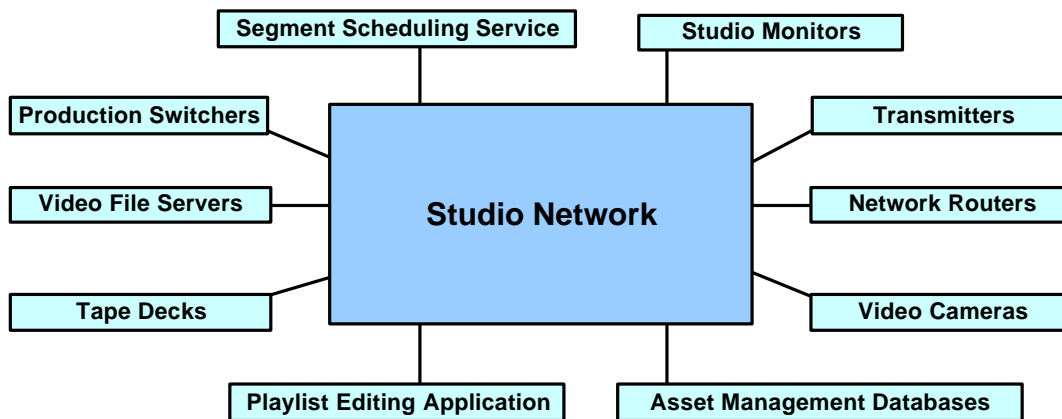 Segment Scheduling Service
Studio Monitors
Production Switchers
Transmitters
Video File Servers
Studio Network
Network Routers
Tape Decks
Video Cameras
Playlist Editing Application
Asset Management Databases